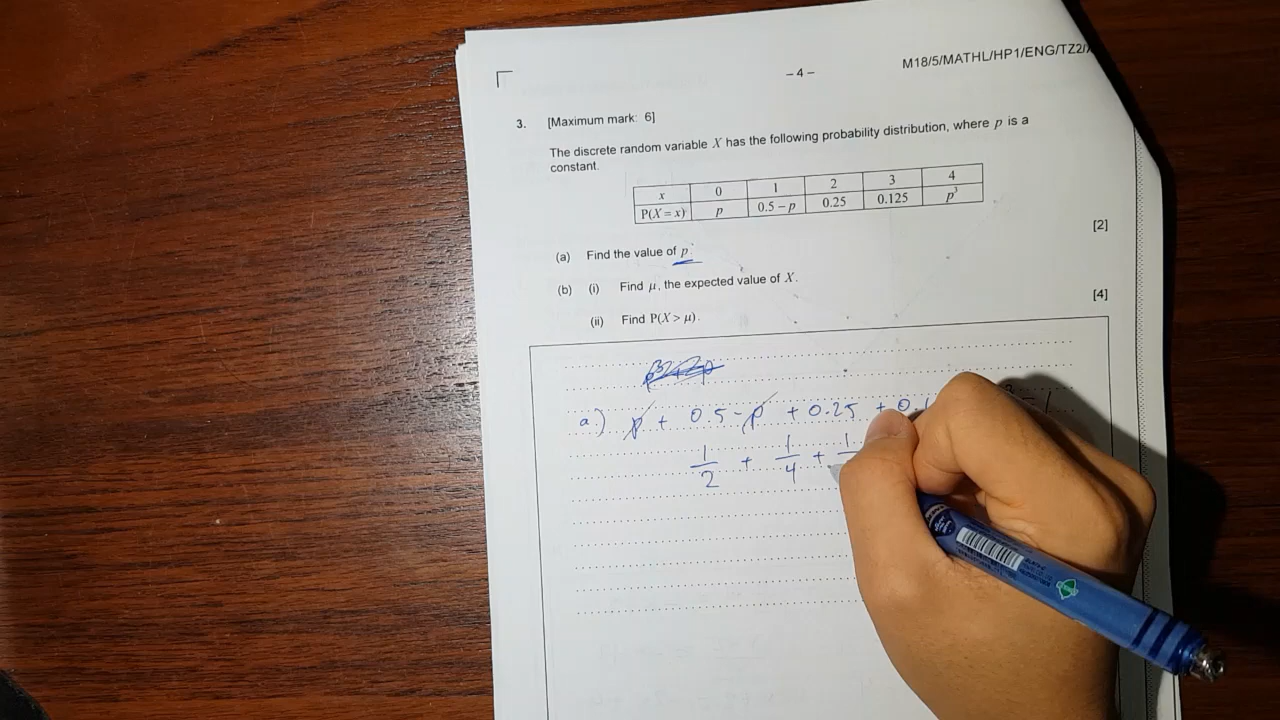 – 4 –
M18/5/MATHL/HP1/ENG/TZ2/
3. [Maximum mark: 6]
The discrete random variable X has the following probability distribution, where p is a
constant.
x 0 1 2 3 4
P(X = x) p 0.5 – p 0.25 0.125 p³
(a) Find the value of p. [2]
(b) (i) Find μ, the expected value of X.
(ii) Find P(X > μ). [4]
a.) p + 0.5 - p + 0.25 + 0.1 = 1
1/2 + 1/4 + 1